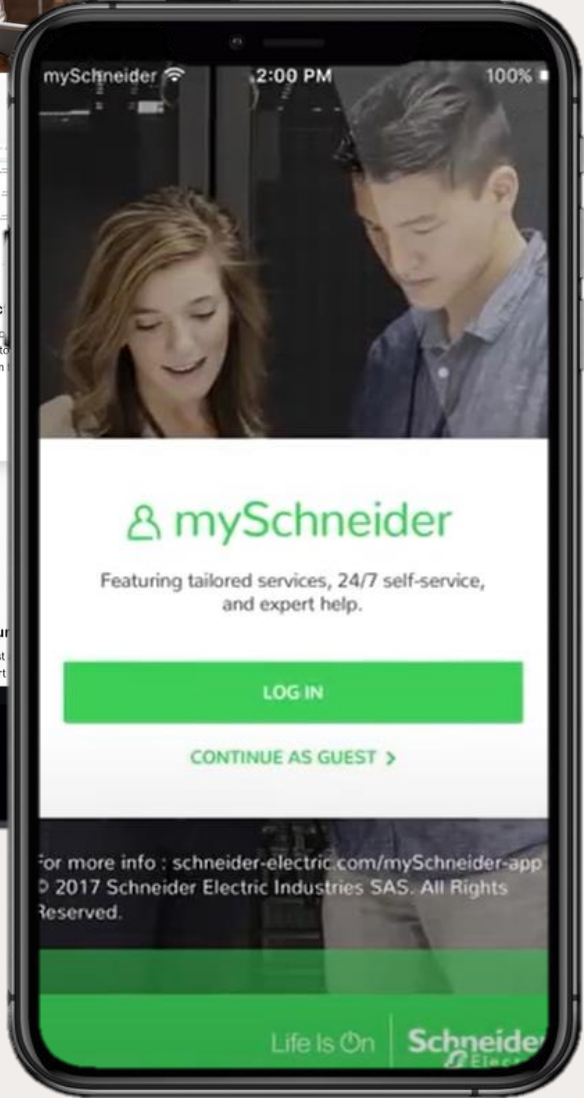 mySchneider 2:00 PM 100%
mySchneider
Featuring tailored services, 24/7 self-service,
and expert help.
LOG IN
CONTINUE AS GUEST >
For more info : schneider-electric.com/mySchneider-app
© 2017 Schneider Electric Industries SAS. All Rights
Reserved.
Life Is On Schneide
Elec